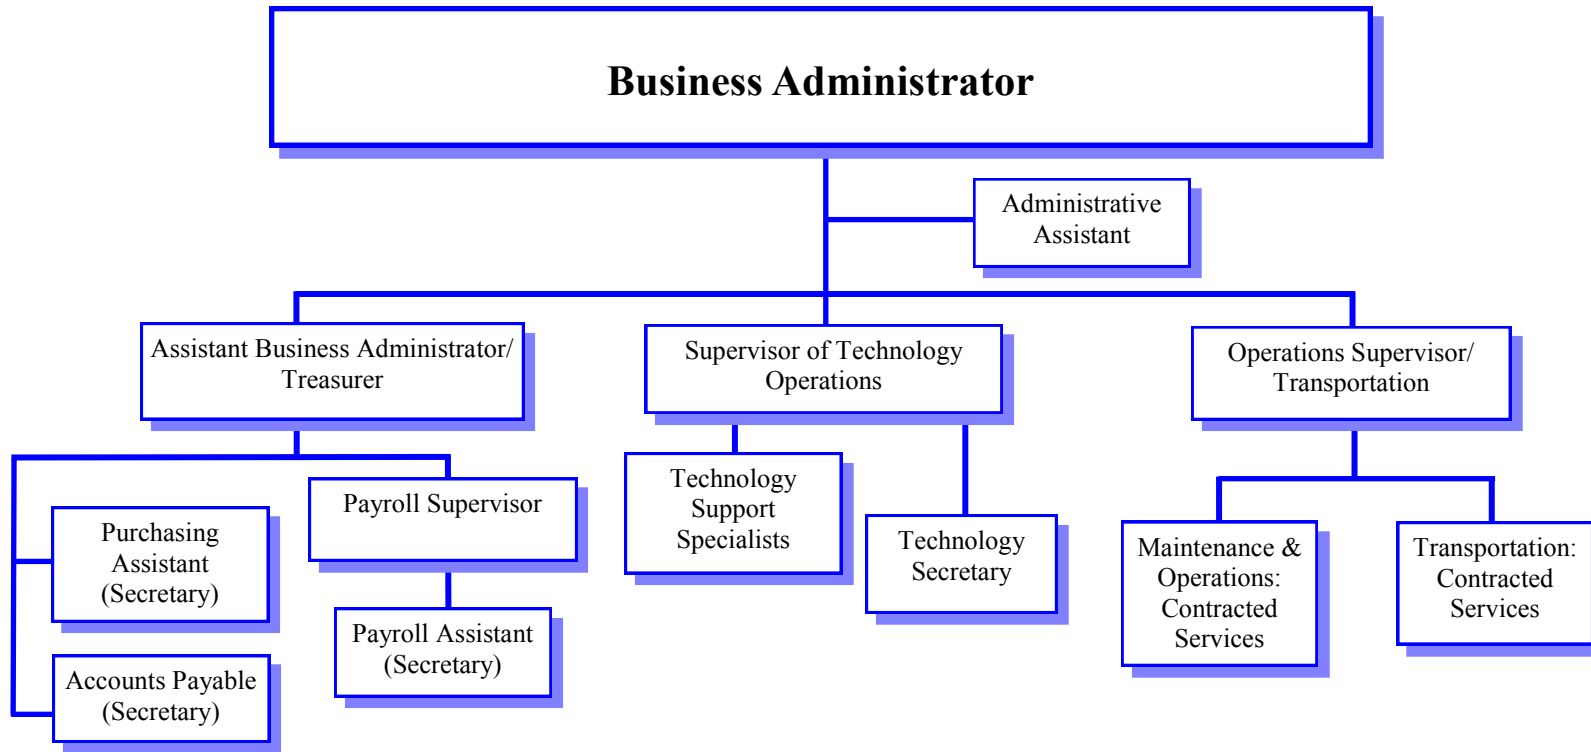 Business Administrator
Administrative
Assistant
Assistant Business Administrator/
Treasurer
Supervisor of Technology
Operations
Operations Supervisor/
Transportation
Payroll Supervisor
Purchasing
Assistant
(Secretary)
Payroll Assistant
(Secretary)
Accounts Payable
(Secretary)
Technology
Support
Specialists
Technology
Secretary
Maintenance &
Operations:
Contracted
Services
Transportation:
Contracted
Services